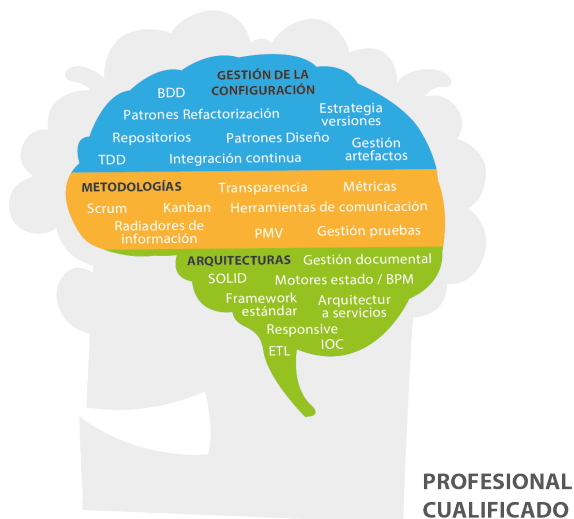 GESTIÓN DE LA
CONFIGURACIÓN
BDD
Patrones Refactorización
Estrategia
versiones
Repositorios
Patrones Diseño
Gestión
artefactos
TDD
Integración continua
METODOLOGÍAS
Transparencia
Métricas
Scrum
Kanban
Herramientas de comunicación
Radiadores de
información
PMV
Gestión pruebas
ARQUITECTURAS
Gestión documental
SOLID
Motores estado / BPM
Framework
estándar
Arquitectur
a servicios
Responsive
ETL
IOC
PROFESIONAL
CUALIFICADO